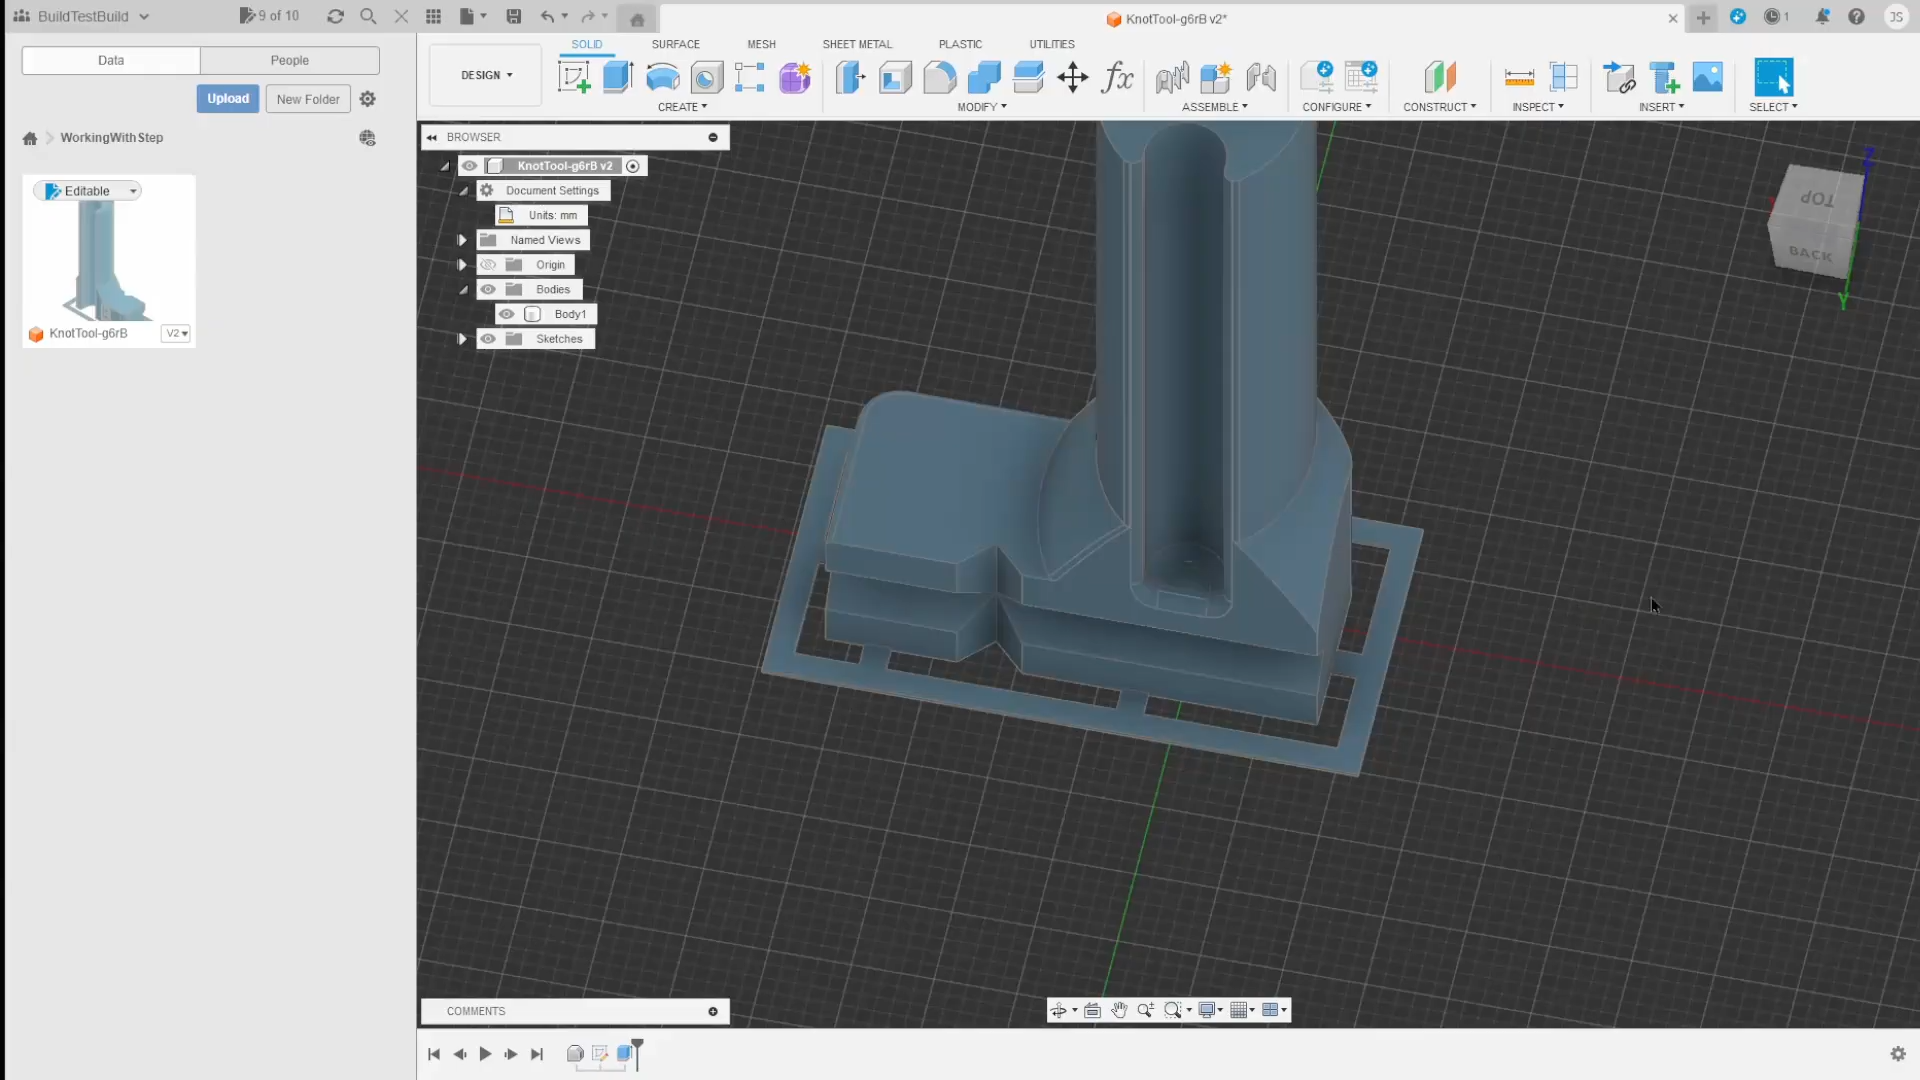 BuildTestBuild
9 of 10
KnotTool-g6rB v2*
1
JS
Data
People
Upload
New Folder
WorkingWithStep
Editable
KnotTool-g6rB
V2
DESIGN
SOLID
SURFACE
MESH
SHEET METAL
PLASTIC
UTILITIES
fx
CREATE
MODIFY
ASSEMBLE
CONFIGURE
CONSTRUCT
INSPECT
INSERT
SELECT
BROWSER
KnotTool-g6rB v2
Document Settings
Units: mm
Named Views
Origin
Bodies
Body1
Sketches
Z
TOP
BACK
Y
COMMENTS